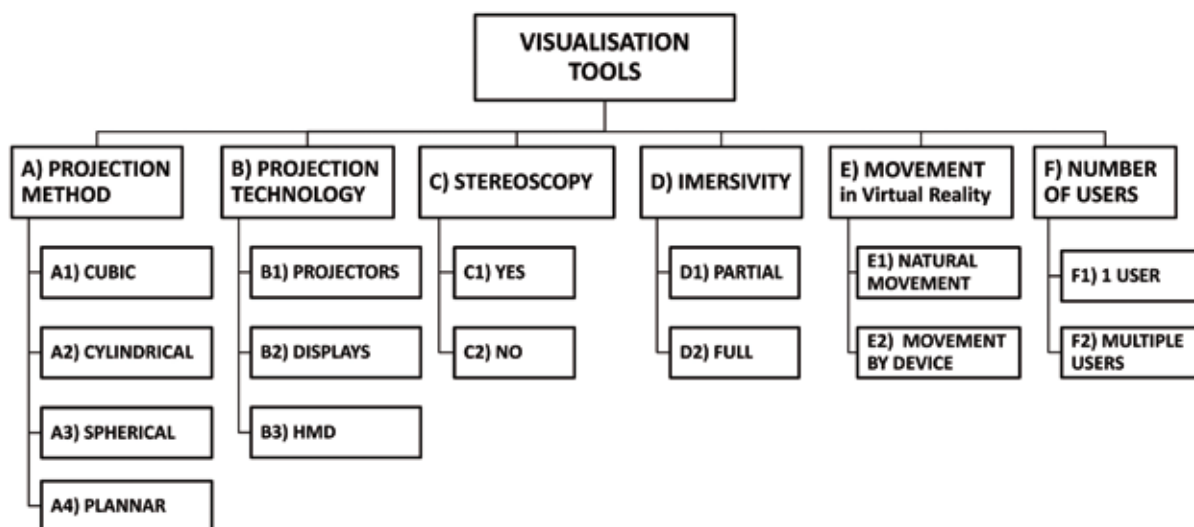 VISUALISATION
TOOLS
A) PROJECTION
METHOD
B) PROJECTION
TECHNOLOGY
C) STEREOSCOPY
D) IMERSIVITY
E) MOVEMENT
in Virtual Reality
F) NUMBER
OF USERS
A1) CUBIC
A2) CYLINDRICAL
A3) SPHERICAL
A4) PLANNAR
B1) PROJECTORS
B2) DISPLAYS
B3) HMD
C1) YES
C2) NO
D1) PARTIAL
D2) FULL
E1) NATURAL
MOVEMENT
E2) MOVEMENT
BY DEVICE
F1) 1 USER
F2) MULTIPLE
USERS